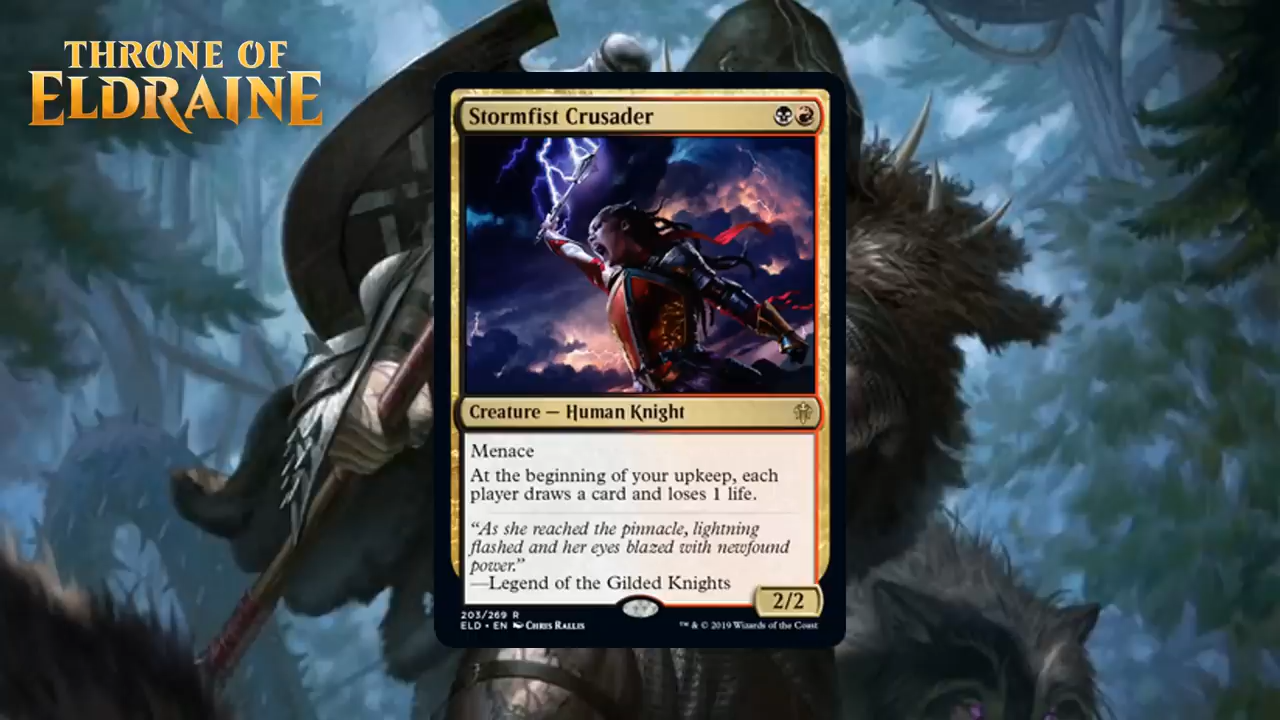 THRONE OF
ELDRAINE
Stormfist Crusader
Creature — Human Knight
Menace
At the beginning of your upkeep, each
player draws a card and loses 1 life.
“As she reached the pinnacle, lightning
flashed and her eyes blazed with newfound
power.”
—Legend of the Gilded Knights
2/2
203/269 R
ELD • EN CHRIS RALLIS
™ & © 2019 Wizards of the Coast